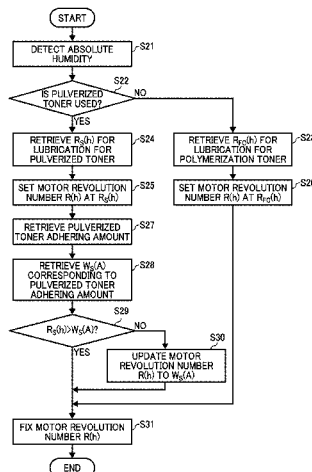 START
DETECT ABSOLUTE
HUMIDITY
S21
S22
IS PULVERIZED
TONER USED?
NO
YES
S24
RETRIEVE RS(h) FOR
LUBRICATION FOR
PULVERIZED TONER
S23
RETRIEVE RFC(h) FOR
LUBRICATION FOR
POLYMERIZATION TONER
S25
SET MOTOR REVOLUTION
NUMBER R(h) AT RS(h)
S26
SET MOTOR REVOLUTION
NUMBER R(h) AT RFC(h)
S27
RETRIEVE PULVERIZED
TONER ADHERING AMOUNT
S28
RETRIEVE WS(A)
CORRESPONDING TO
PULVERIZED TONER
ADHERING AMOUNT
S29
RS(h)>WS(A)?
NO
YES
S30
UPDATE MOTOR
REVOLUTION NUMBER
R(h) TO WS(A)
S31
FIX MOTOR REVOLUTION
NUMBER R(h)
END